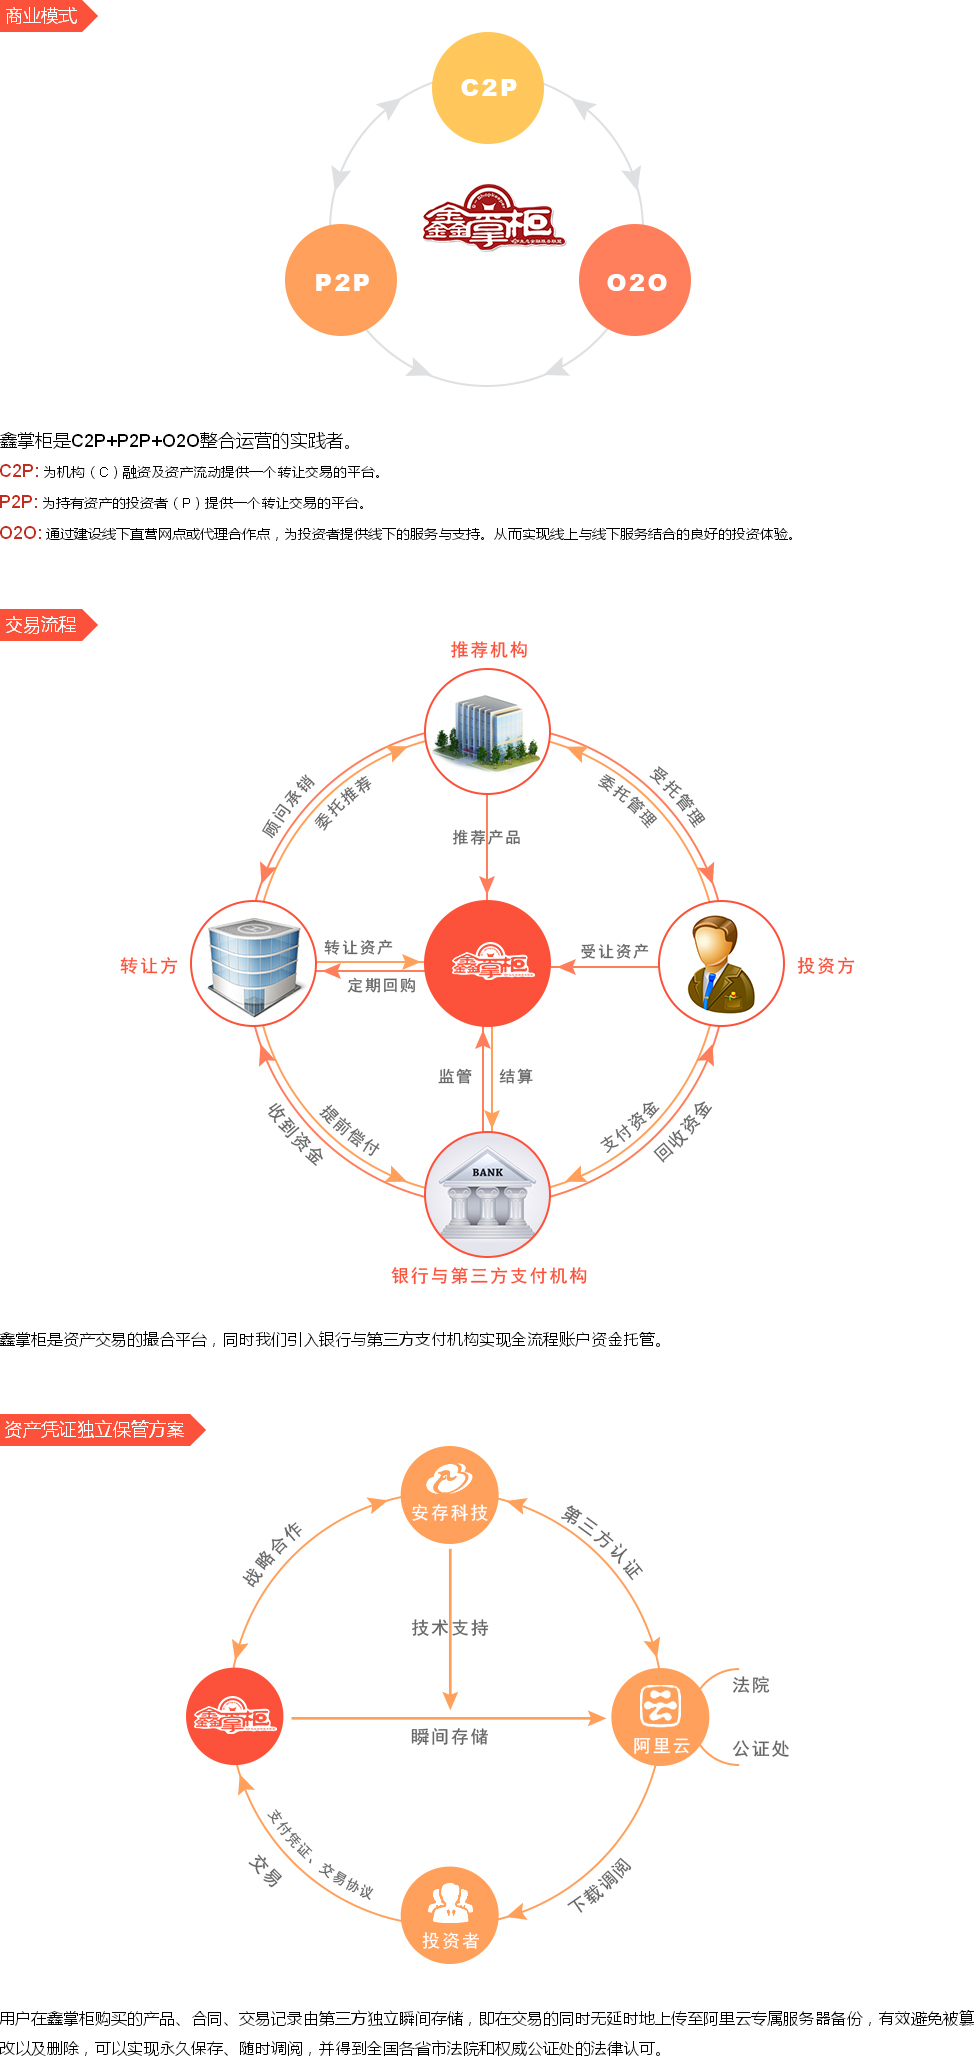 商业模式
C2P
鑫掌柜
P2P
O2O
鑫掌柜是C2P+P2P+O2O整合运营的实践者。
C2P: 为机构（C）融资及资产流动提供一个转让交易的平台。
P2P: 为持有资产的投资者（P）提供一个转让交易的平台。
O2O: 通过建设线下直营网点或代理合作点，为投资者提供线下的服务与支持。从而实现线上与线下服务结合的良好的投资体验。
交易流程
推荐机构
顾问承销
委托推荐
委托管理
受托管理
推荐产品
转让方
转让资产
定期回购
鑫掌柜
受让资产
投资方
监管
结算
收到资金
提前偿付
支付资金
回收资金
BANK
银行与第三方支付机构
鑫掌柜是资产交易的撮合平台，同时我们引入银行与第三方支付机构实现全流程账户资金托管。
资产凭证独立保管方案
安存科技
战略合作
第三方认证
技术支持
鑫掌柜
瞬间存储
阿里云
法院
公证处
支付凭证、交易协议
交易
下载调阅
投资者
用户在鑫掌柜购买的产品、合同、交易记录由第三方独立瞬间存储，即在交易的同时无延时地上传至阿里云专属服务器备份，有效避免被篡
改以及删除，可以实现永久保存、随时调阅，并得到全国各省市法院和权威公证处的法律认可。